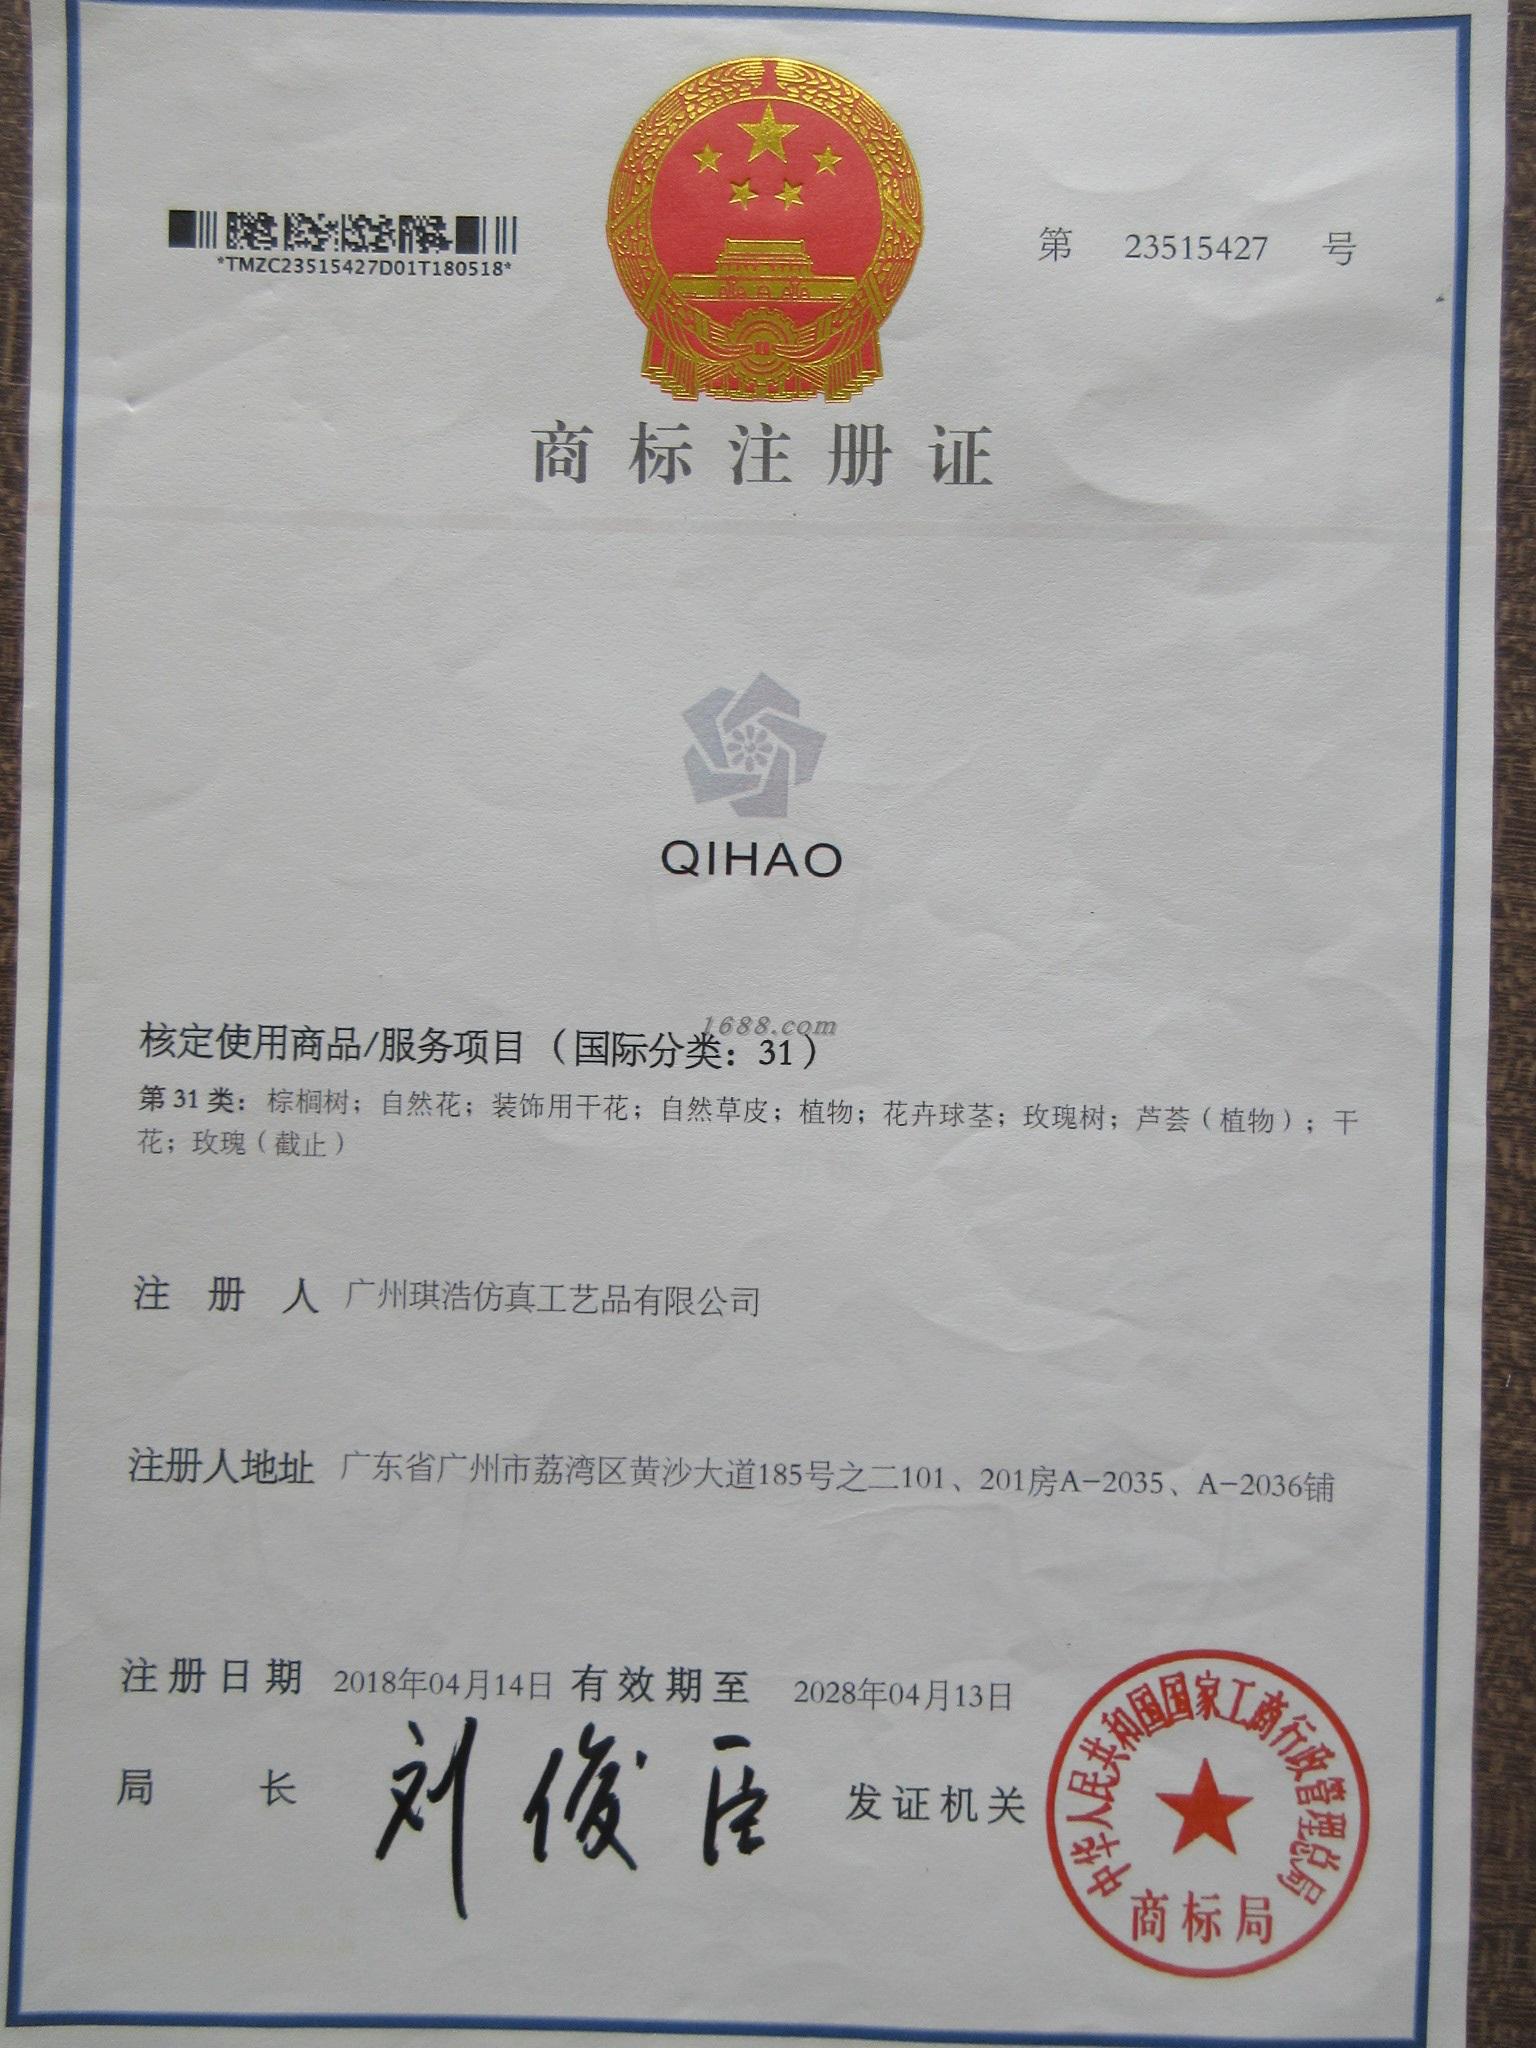 *TMZC23515427D01T180518*
第 23515427 号
商标注册证
QIHAO
1688.com
核定使用商品/服务项目（国际分类：31）
第 31 类：棕榈树；自然花；装饰用干花；自然草皮；植物；花卉球茎；玫瑰树；芦荟（植物）；干
花；玫瑰（截止）
注册人 广州琪浩仿真工艺品有限公司
注册人地址 广东省广州市荔湾区黄沙大道185号之二101、201房A-2035、A-2036铺
注册日期 2018年04月14日 有效期至 2028年04月13日
局长 刘俊臣 发证机关
中华人民共和国国家工商行政管理总局
商标局